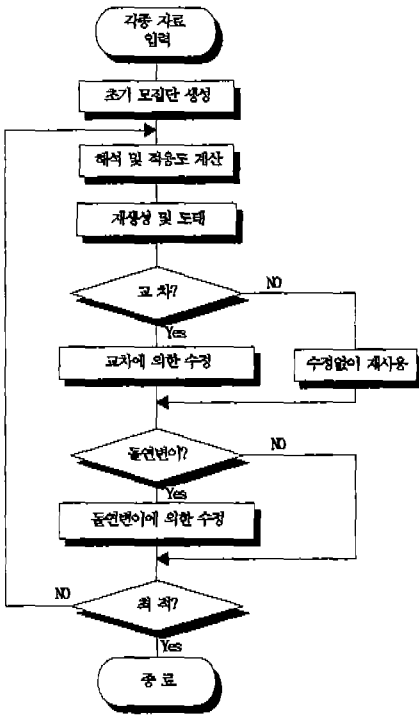 각종 자료
입력
초기 모집단 생성
해석 및 적응도 계산
재생성 및 도태
교 차?
NO
Yes
교차에 의한 수정
수정없이 재사용
돌연변이?
NO
Yes
돌연변이에 의한 수정
NO
최 적?
Yes
종 료